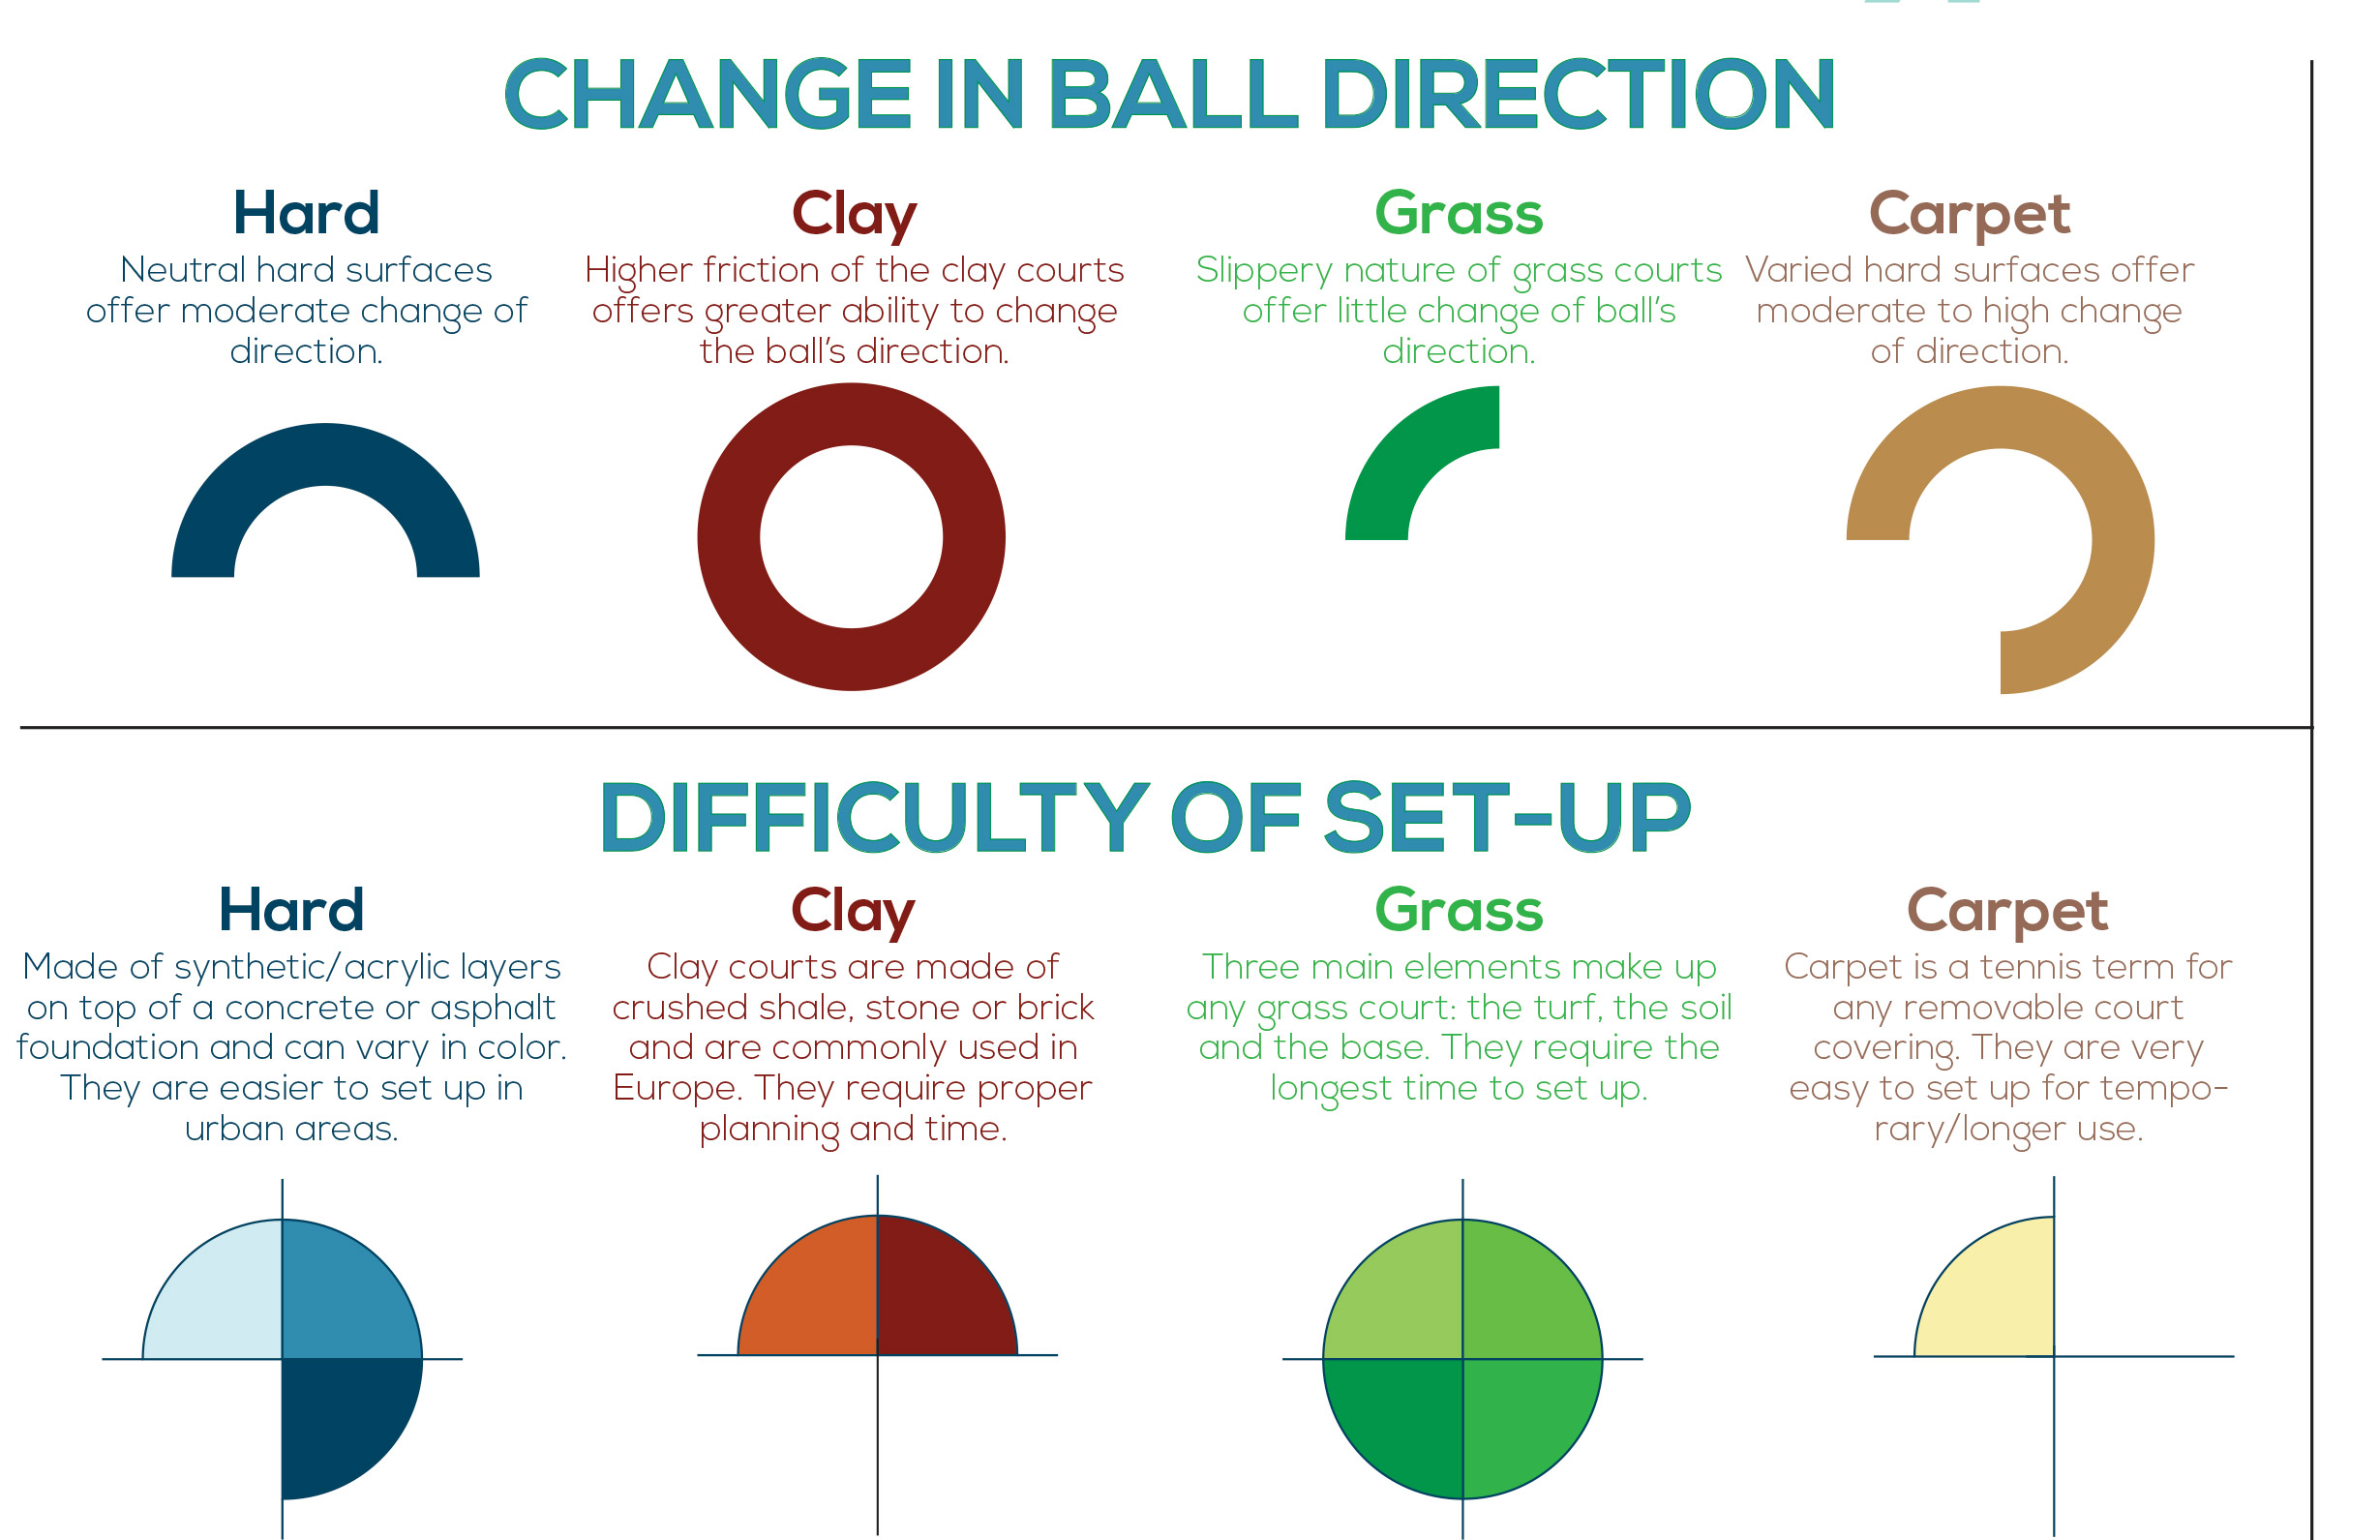 CHANGE IN BALL DIRECTION
Hard
Neutral hard surfaces
offer moderate change of
direction.
Clay
Higher friction of the clay courts
offers greater ability to change
the ball's direction.
Grass
Slippery nature of grass courts
offer little change of ball's
direction.
Carpet
Varied hard surfaces offer
moderate to high change
of direction.
DIFFICULTY OF SET-UP
Hard
Made of synthetic/acrylic layers
on top of a concrete or asphalt
foundation and can vary in color.
They are easier to set up in
urban areas.
Clay
Clay courts are made of
crushed shale, stone or brick
and are commonly used in
Europe. They require proper
planning and time.
Grass
Three main elements make up
any grass court: the turf, the soil
and the base. They require the
longest time to set up.
Carpet
Carpet is a tennis term for
any removable court
covering. They are very
easy to set up for tempo-
rary/longer use.